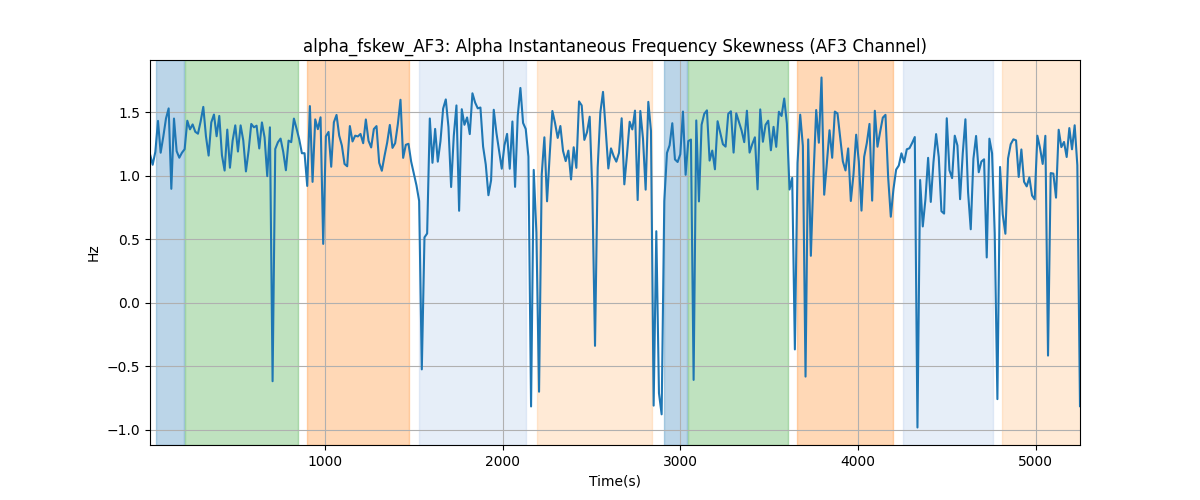 alpha_fskew_AF3: Alpha Instantaneous Frequency Skewness (AF3 Channel)
Hz
1.5
1.0
0.5
0.0
−0.5
−1.0
1000 2000 3000 4000 5000
Time(s)